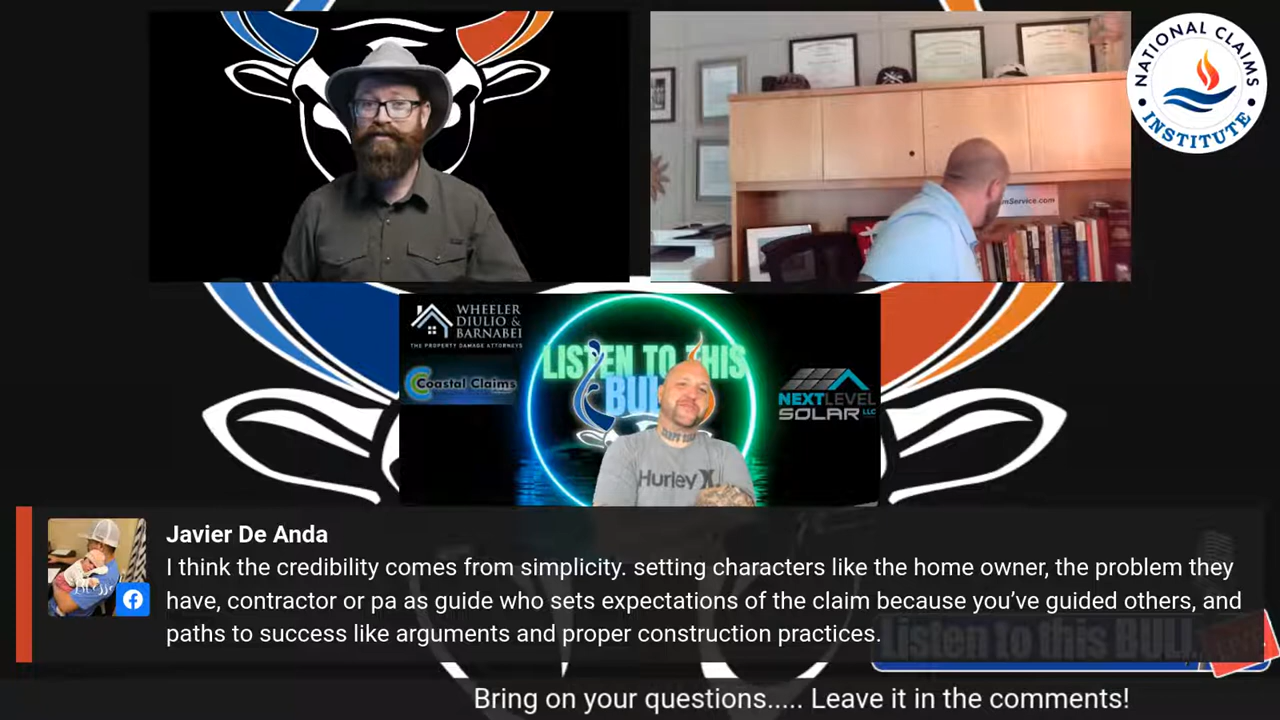 NATIONAL CLAIMS
INSTITUTE
mService.com
WHEELER
DIULIO &
BARNABEI
THE PROPERTY DAMAGE ATTORNEYS
Coastal Claims
LISTEN TO THIS
BUL
NEXTLEVEL
SOLAR LLC
Hurley
Javier De Anda
I think the credibility comes from simplicity. setting characters like the home owner, the problem they
have, contractor or pa as guide who sets expectations of the claim because you’ve guided others, and
paths to success like arguments and proper construction practices.
Listen to this BULL
Bring on your questions..... Leave it in the comments!